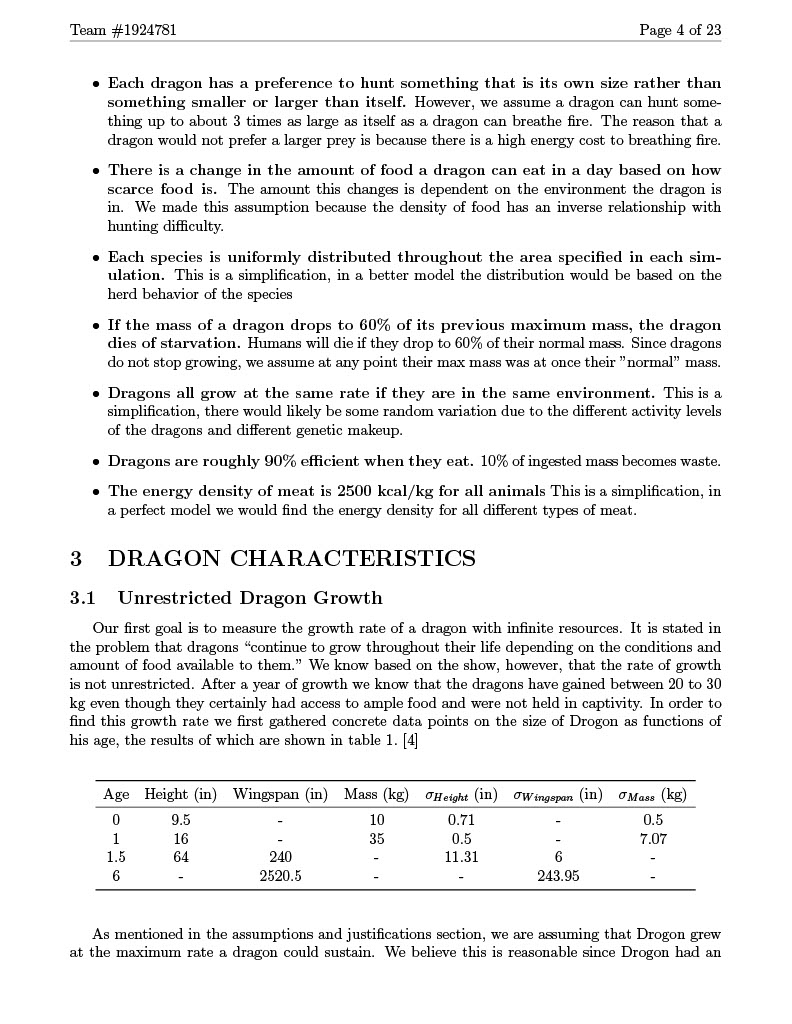 Team #1924781 Page 4 of 23
• Each dragon has a preference to hunt something that is its own size rather than
something smaller or larger than itself. However, we assume a dragon can hunt some-
thing up to about 3 times as large as itself as a dragon can breathe fire. The reason that a
dragon would not prefer a larger prey is because there is a high energy cost to breathing fire.
• There is a change in the amount of food a dragon can eat in a day based on how
scarce food is. The amount this changes is dependent on the environment the dragon is
in. We made this assumption because the density of food has an inverse relationship with
hunting difficulty.
• Each species is uniformly distributed throughout the area specified in each sim-
ulation. This is a simplification, in a better model the distribution would be based on the
herd behavior of the species
• If the mass of a dragon drops to 60% of its previous maximum mass, the dragon
dies of starvation. Humans will die if they drop to 60% of their normal mass. Since dragons
do not stop growing, we assume at any point their max mass was at once their ”normal” mass.
• Dragons all grow at the same rate if they are in the same environment. This is a
simplification, there would likely be some random variation due to the different activity levels
of the dragons and different genetic makeup.
• Dragons are roughly 90% efficient when they eat. 10% of ingested mass becomes waste.
• The energy density of meat is 2500 kcal/kg for all animals This is a simplification, in
a perfect model we would find the energy density for all different types of meat.
3 DRAGON CHARACTERISTICS
3.1 Unrestricted Dragon Growth
Our first goal is to measure the growth rate of a dragon with infinite resources. It is stated in
the problem that dragons “continue to grow throughout their life depending on the conditions and
amount of food available to them.” We know based on the show, however, that the rate of growth
is not unrestricted. After a year of growth we know that the dragons have gained between 20 to 30
kg even though they certainly had access to ample food and were not held in captivity. In order to
find this growth rate we first gathered concrete data points on the size of Drogon as functions of
his age, the results of which are shown in table 1. [4]
Age Height (in) Wingspan (in) Mass (kg) σHeight (in) σWingspan (in) σMass (kg)
0 9.5 - 10 0.71 - 0.5
1 16 - 35 0.5 - 7.07
1.5 64 240 - 11.31 6 -
6 - 2520.5 - - 243.95 -
As mentioned in the assumptions and justifications section, we are assuming that Drogon grew
at the maximum rate a dragon could sustain. We believe this is reasonable since Drogon had an